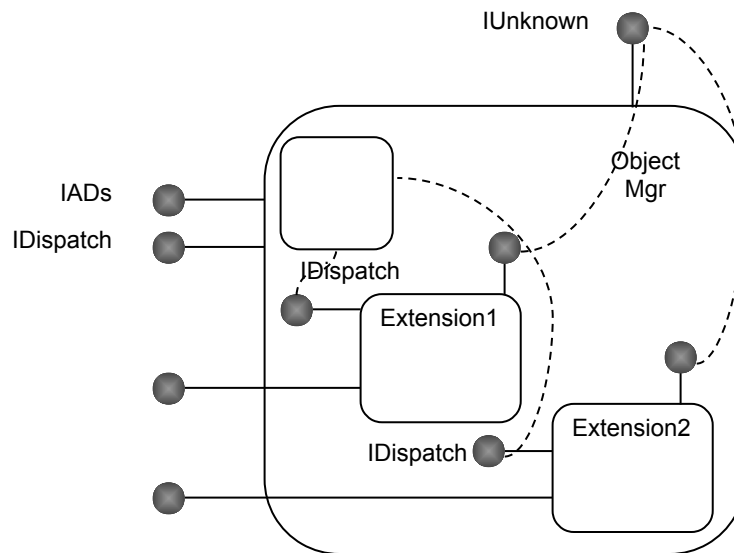 IUnknown
Object
Mgr
IADs
IDispatch
IDispatch
Extension1
Extension2
IDispatch